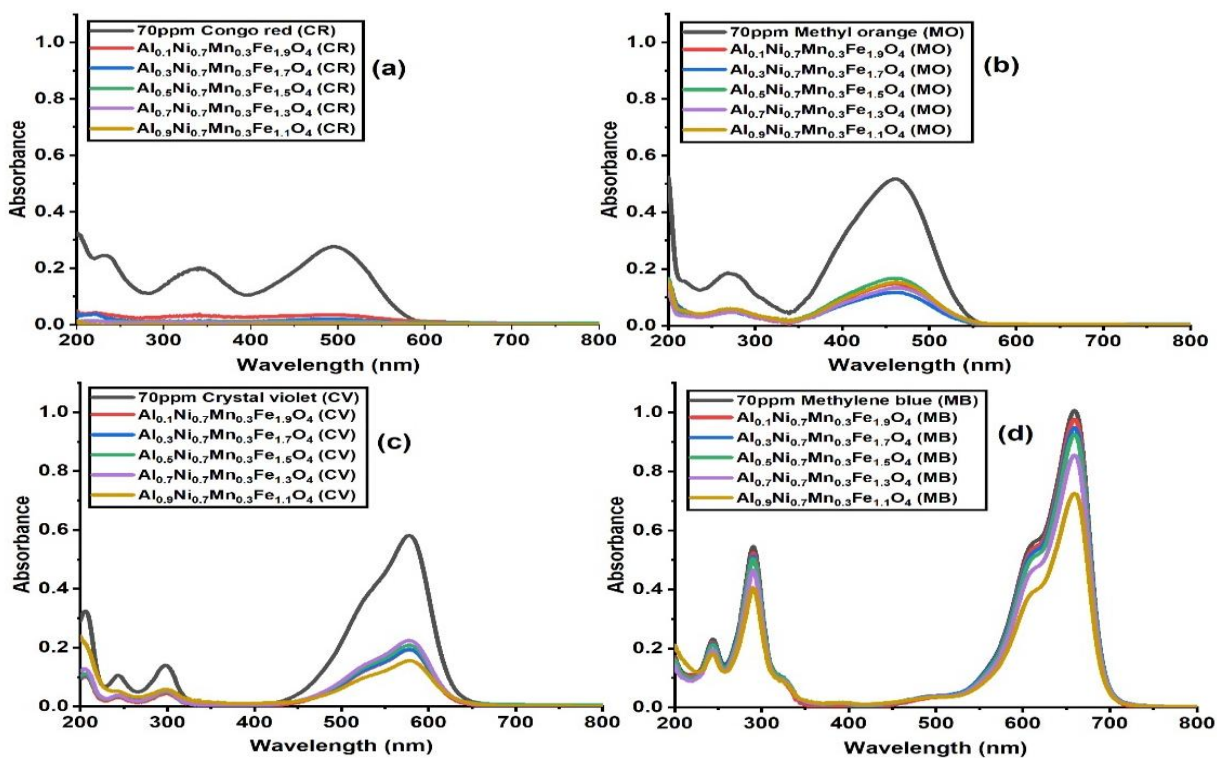 70ppm Congo red (CR)
Al0.1Ni0.7Mn0.3Fe1.9O4 (CR)
Al0.3Ni0.7Mn0.3Fe1.7O4 (CR)
Al0.5Ni0.7Mn0.3Fe1.5O4 (CR)
Al0.7Ni0.7Mn0.3Fe1.3O4 (CR)
Al0.9Ni0.7Mn0.3Fe1.1O4 (CR)
(a)
1.0
0.8
0.6
0.4
0.2
0.0
Absorbance
200 300 400 500 600 700 800
Wavelength (nm)
70ppm Methyl orange (MO)
Al0.1Ni0.7Mn0.3Fe1.9O4 (MO)
Al0.3Ni0.7Mn0.3Fe1.7O4 (MO)
Al0.5Ni0.7Mn0.3Fe1.5O4 (MO)
Al0.7Ni0.7Mn0.3Fe1.3O4 (MO)
Al0.9Ni0.7Mn0.3Fe1.1O4 (MO)
(b)
1.0
0.8
0.6
0.4
0.2
0.0
Absorbance
200 300 400 500 600 700 800
Wavelength (nm)
70ppm Crystal violet (CV)
Al0.1Ni0.7Mn0.3Fe1.9O4 (CV)
Al0.3Ni0.7Mn0.3Fe1.7O4 (CV)
Al0.5Ni0.7Mn0.3Fe1.5O4 (CV)
Al0.7Ni0.7Mn0.3Fe1.3O4 (CV)
Al0.9Ni0.7Mn0.3Fe1.1O4 (CV)
(c)
1.0
0.8
0.6
0.4
0.2
0.0
Absorbance
200 300 400 500 600 700 800
Wavelength (nm)
70ppm Methylene blue (MB)
Al0.1Ni0.7Mn0.3Fe1.9O4 (MB)
Al0.3Ni0.7Mn0.3Fe1.7O4 (MB)
Al0.5Ni0.7Mn0.3Fe1.5O4 (MB)
Al0.7Ni0.7Mn0.3Fe1.3O4 (MB)
Al0.9Ni0.7Mn0.3Fe1.1O4 (MB)
(d)
1.0
0.8
0.6
0.4
0.2
0.0
Absorbance
200 300 400 500 600 700 800
Wavelength (nm)